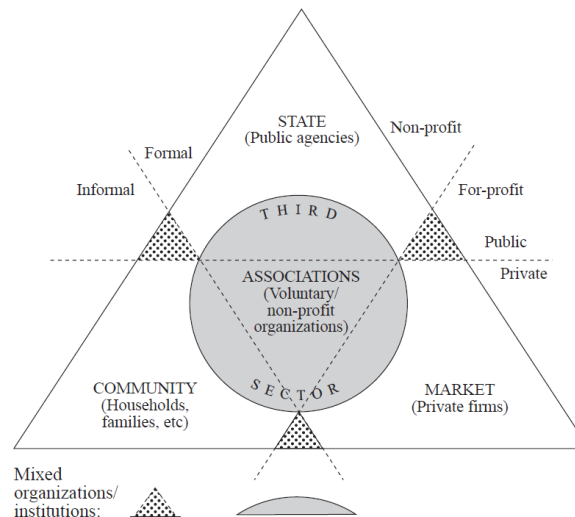 STATE
(Public agencies)
Non-profit
Formal
Informal
For-profit
THIRD
Public
Private
ASSOCIATIONS
(Voluntary/
non-profit
organizations)
SECTOR
COMMUNITY
(Households,
families, etc)
MARKET
(Private firms)
Mixed
organizations/
institutions: